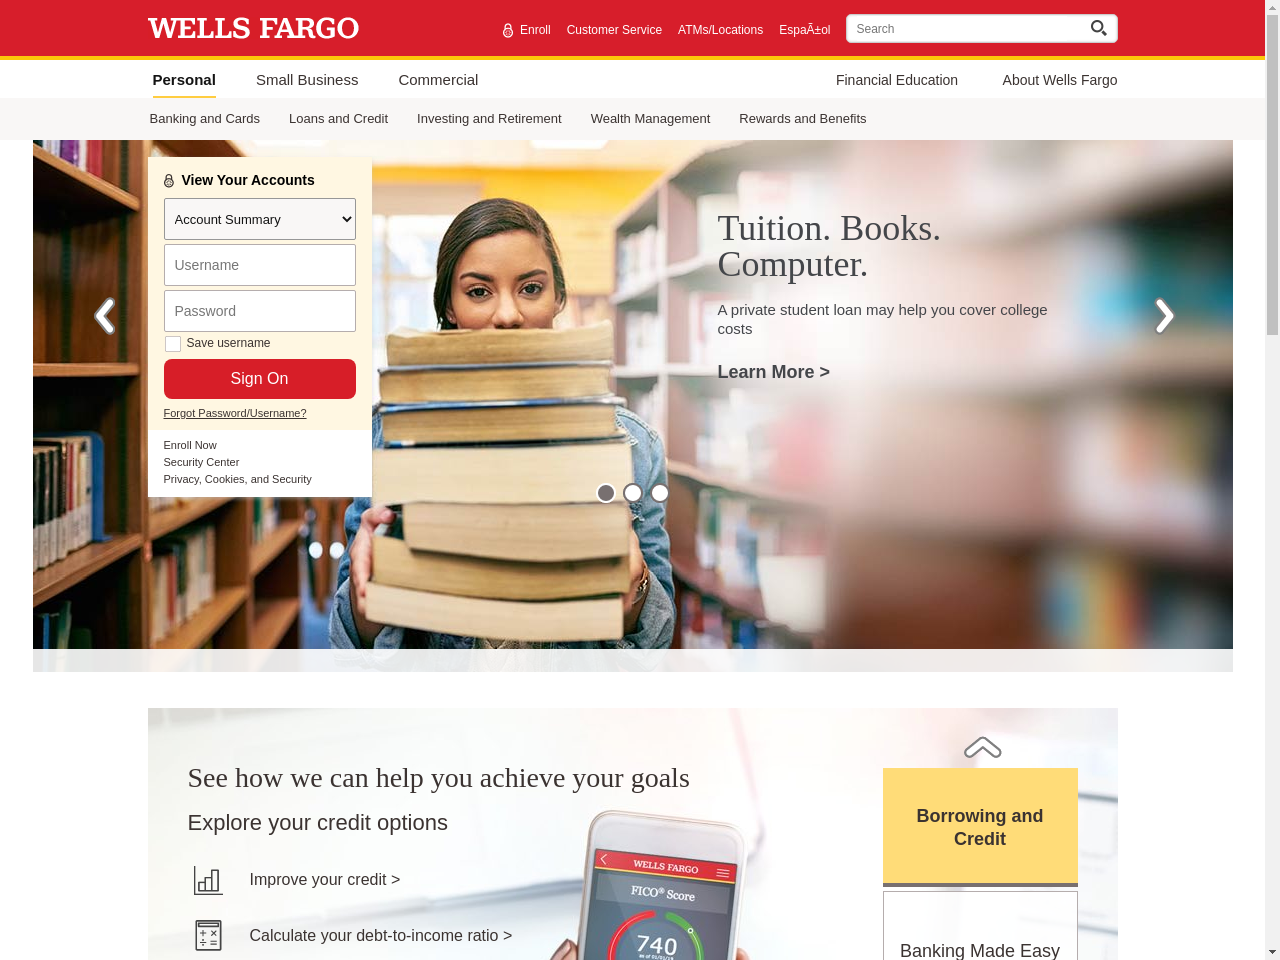 WELLS FARGO
Enroll
Customer Service
ATMs/Locations
EspaÃ±ol
Search
Personal
Small Business
Commercial
Financial Education
About Wells Fargo
Banking and Cards
Loans and Credit
Investing and Retirement
Wealth Management
Rewards and Benefits
View Your Accounts
Account Summary
Username
Password
Save username
Sign On
Forgot Password/Username?
Enroll Now
Security Center
Privacy, Cookies, and Security
Tuition. Books.
Computer.
A private student loan may help you cover college
costs
Learn More >
See how we can help you achieve your goals
Explore your credit options
Improve your credit >
Calculate your debt-to-income ratio >
WELLS FARGO
FICO® Score
740
as of 01/01/19
Borrowing and
Credit
Banking Made Easy